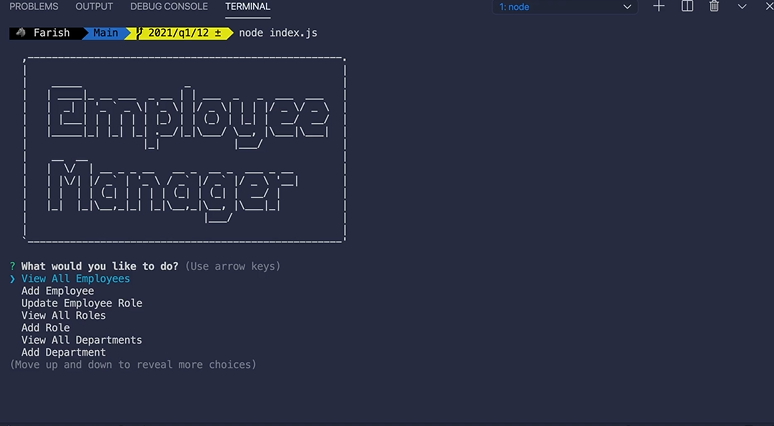 PROBLEMS OUTPUT DEBUG CONSOLE TERMINAL 1: node
Farish Main 2021/q1/12 ± node index.js
Employee
Manager
? What would you like to do? (Use arrow keys)
❯ View All Employees
Add Employee
Update Employee Role
View All Roles
Add Role
View All Departments
Add Department
(Move up and down to reveal more choices)